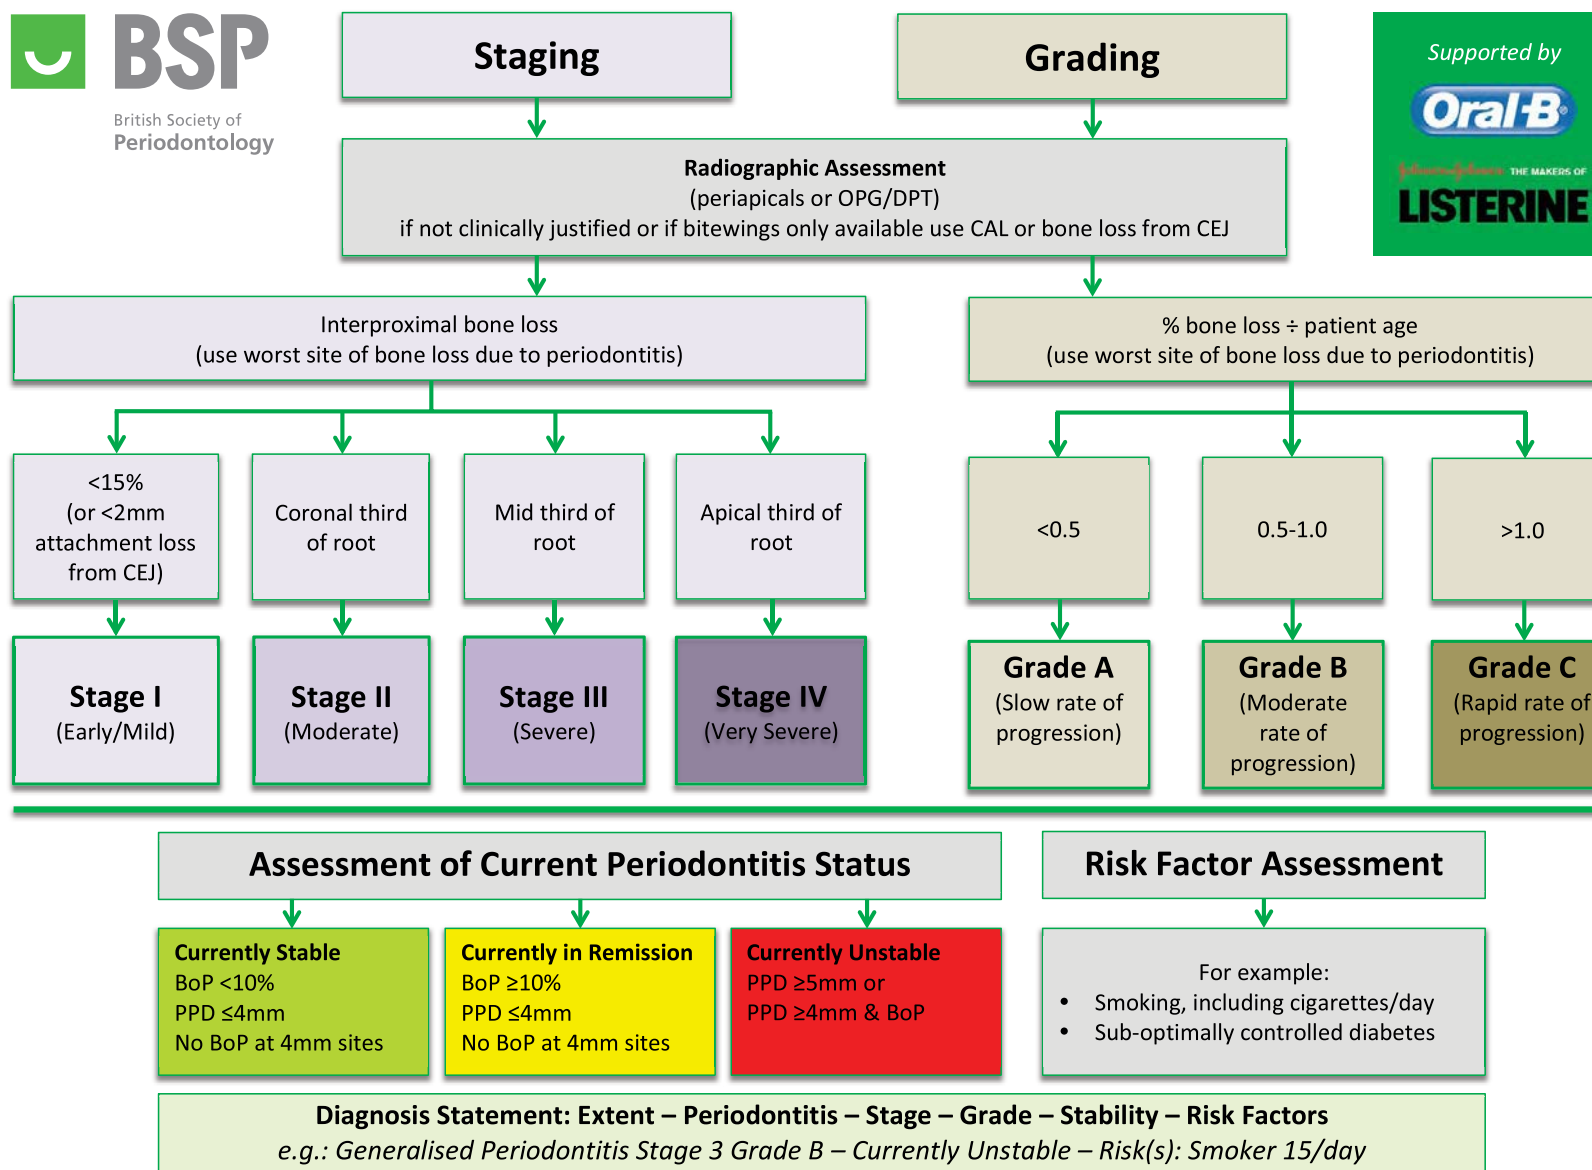 BSP
British Society of
Periodontology
Staging
Grading
Supported by
Oral-B
Johnson & Johnson THE MAKERS OF
LISTERINE
Radiographic Assessment
(periapicals or OPG/DPT)
if not clinically justified or if bitewings only available use CAL or bone loss from CEJ
Interproximal bone loss
(use worst site of bone loss due to periodontitis)
% bone loss ÷ patient age
(use worst site of bone loss due to periodontitis)
<15%
(or <2mm
attachment loss
from CEJ)
Coronal third
of root
Mid third of
root
Apical third of
root
<0.5
0.5-1.0
>1.0
Stage I
(Early/Mild)
Stage II
(Moderate)
Stage III
(Severe)
Stage IV
(Very Severe)
Grade A
(Slow rate of
progression)
Grade B
(Moderate
rate of
progression)
Grade C
(Rapid rate of
progression)
Assessment of Current Periodontitis Status
Currently Stable
BoP <10%
PPD ≤4mm
No BoP at 4mm sites
Currently in Remission
BoP ≥10%
PPD ≤4mm
No BoP at 4mm sites
Currently Unstable
PPD ≥5mm or
PPD ≥4mm & BoP
Risk Factor Assessment
For example:
• Smoking, including cigarettes/day
• Sub-optimally controlled diabetes
Diagnosis Statement: Extent – Periodontitis – Stage – Grade – Stability – Risk Factors
e.g.: Generalised Periodontitis Stage 3 Grade B – Currently Unstable – Risk(s): Smoker 15/day